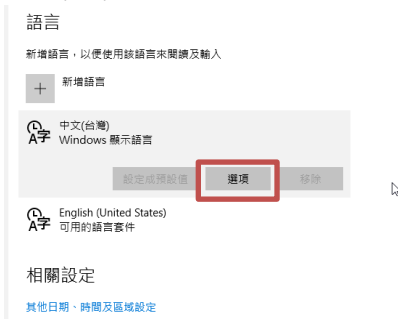 語言
新增語言，以便使用該語言來閱讀及輸入
新增語言
中文(台灣)
Windows 顯示語言
設定成預設值 選項 移除
English (United States)
可用的語言套件
相關設定
其他日期、時間及區域設定